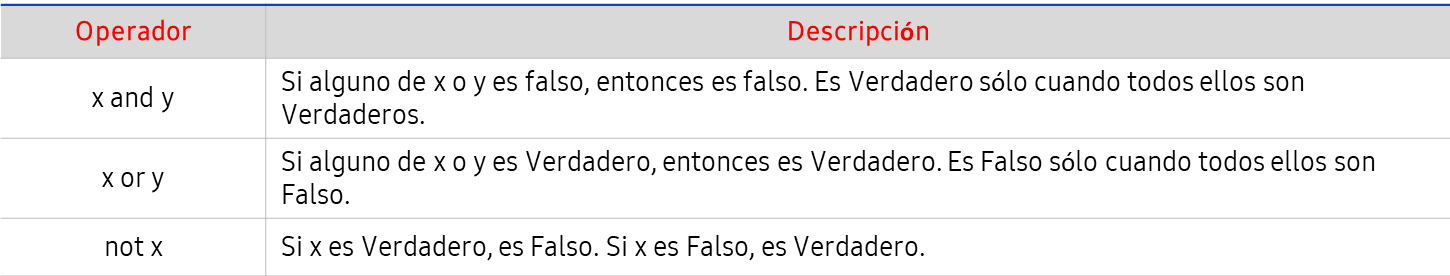 Operador Descripción
x and y
Si alguno de x o y es falso, entonces es falso. Es Verdadero sólo cuando todos ellos son
Verdaderos.
x or y
Si alguno de x o y es Verdadero, entonces es Verdadero. Es Falso sólo cuando todos ellos son
Falso.
not x
Si x es Verdadero, es Falso. Si x es Falso, es Verdadero.